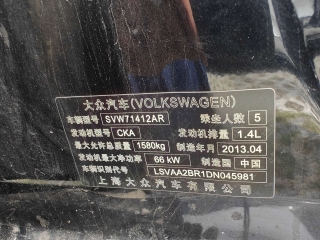 大众汽车(VOLKSWAGEN)
车辆型号 SVW71412AR 乘坐人数 5
发动机型号 CKA 发动机排量 1.4L
最大允许总质量 1580kg 制造年月 2013.04
发动机最大净功率 66 kW 制造国 中国
车辆识别代号 LSVAA2BR1DN045981
上海大众汽车有限公司